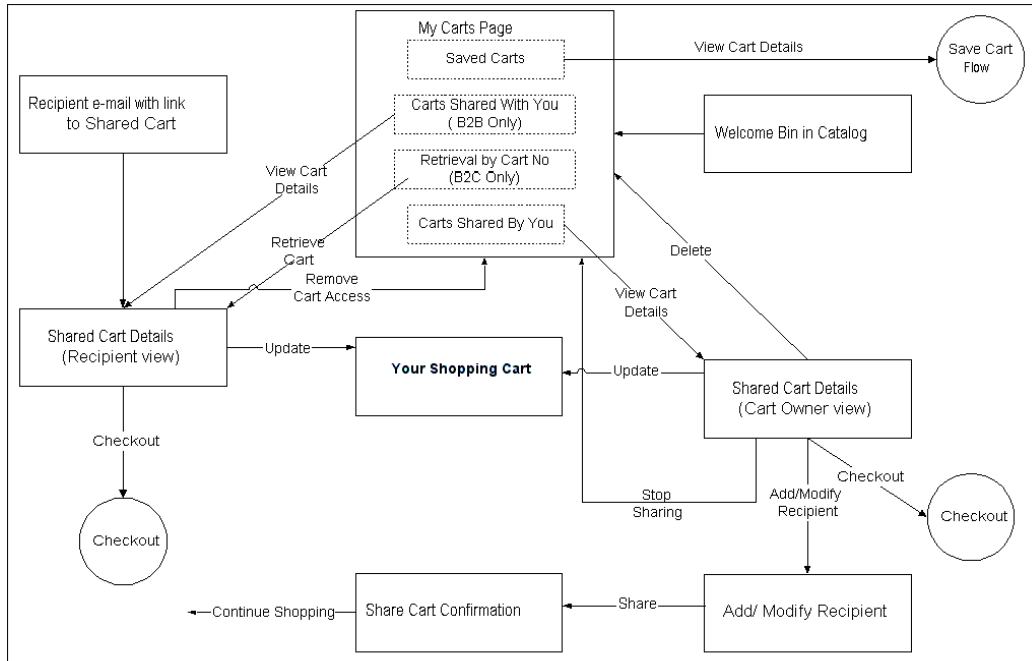 My Carts Page
Saved Carts
View Cart Details
Save Cart
Flow
Recipient e-mail with link
to Shared Cart
Carts Shared With You
( B2B Only)
Welcome Bin in Catalog
Retrieval by Cart No
(B2C Only)
View Cart
Details
Carts Shared By You
Retrieve
Cart
Delete
Remove
Cart Access
View Cart
Details
Shared Cart Details
(Recipient view)
Update
Your Shopping Cart
Update
Shared Cart Details
(Cart Owner view)
Checkout
Checkout
Stop
Sharing
Add/Modify
Recipient
Checkout
Checkout
Continue Shopping
Share Cart Confirmation
Share
Add/ Modify Recipient